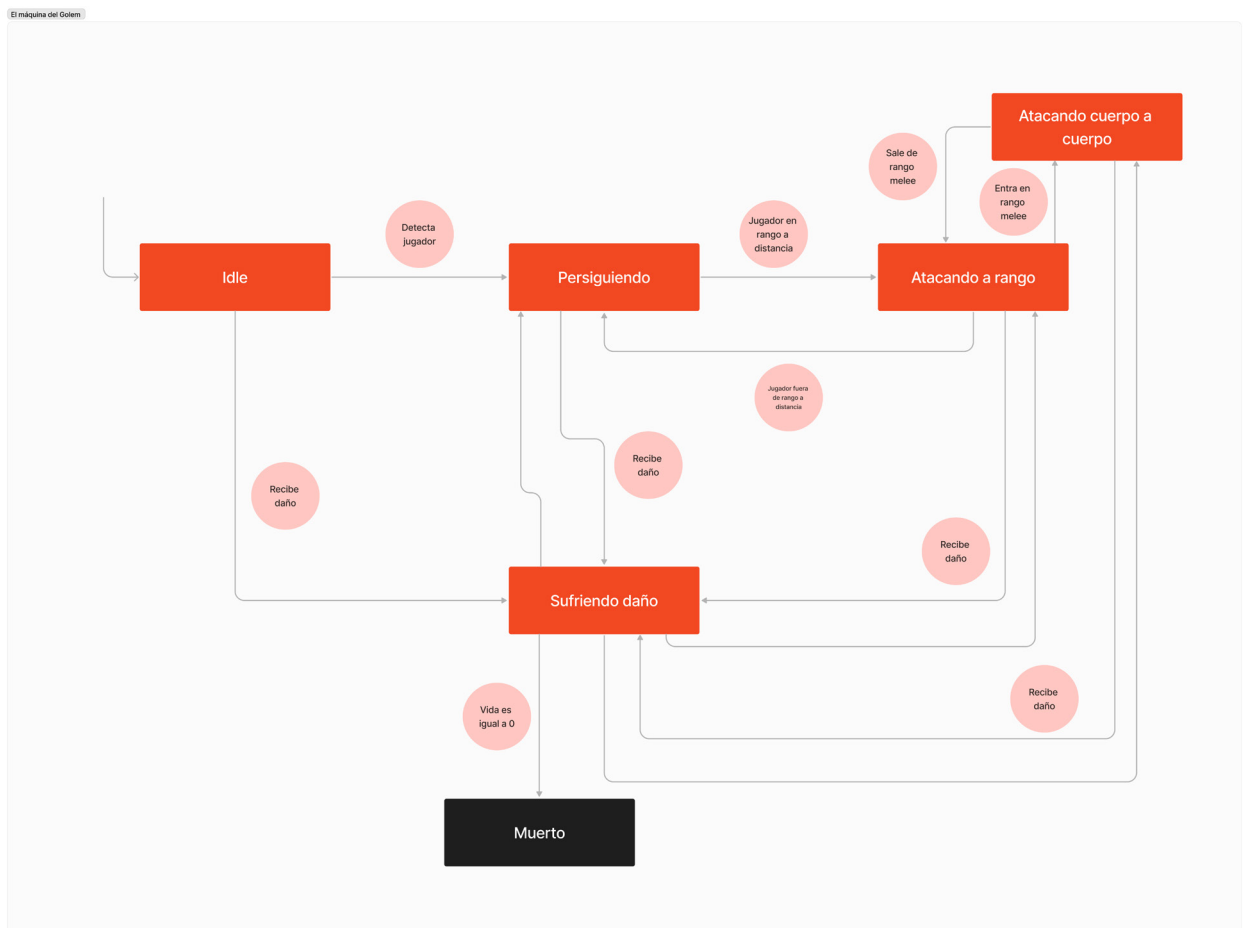 El máquina del Golem
Atacando cuerpo a
cuerpo
Sale de
rango
melee
Entra en
rango
melee
Detecta
jugador
Jugador en
rango a
distancia
Idle
Persiguiendo
Atacando a rango
Jugador fuera
de rango a
distancia
Recibe
daño
Recibe
daño
Recibe
daño
Sufriendo daño
Recibe
daño
Vida es
igual a 0
Muerto